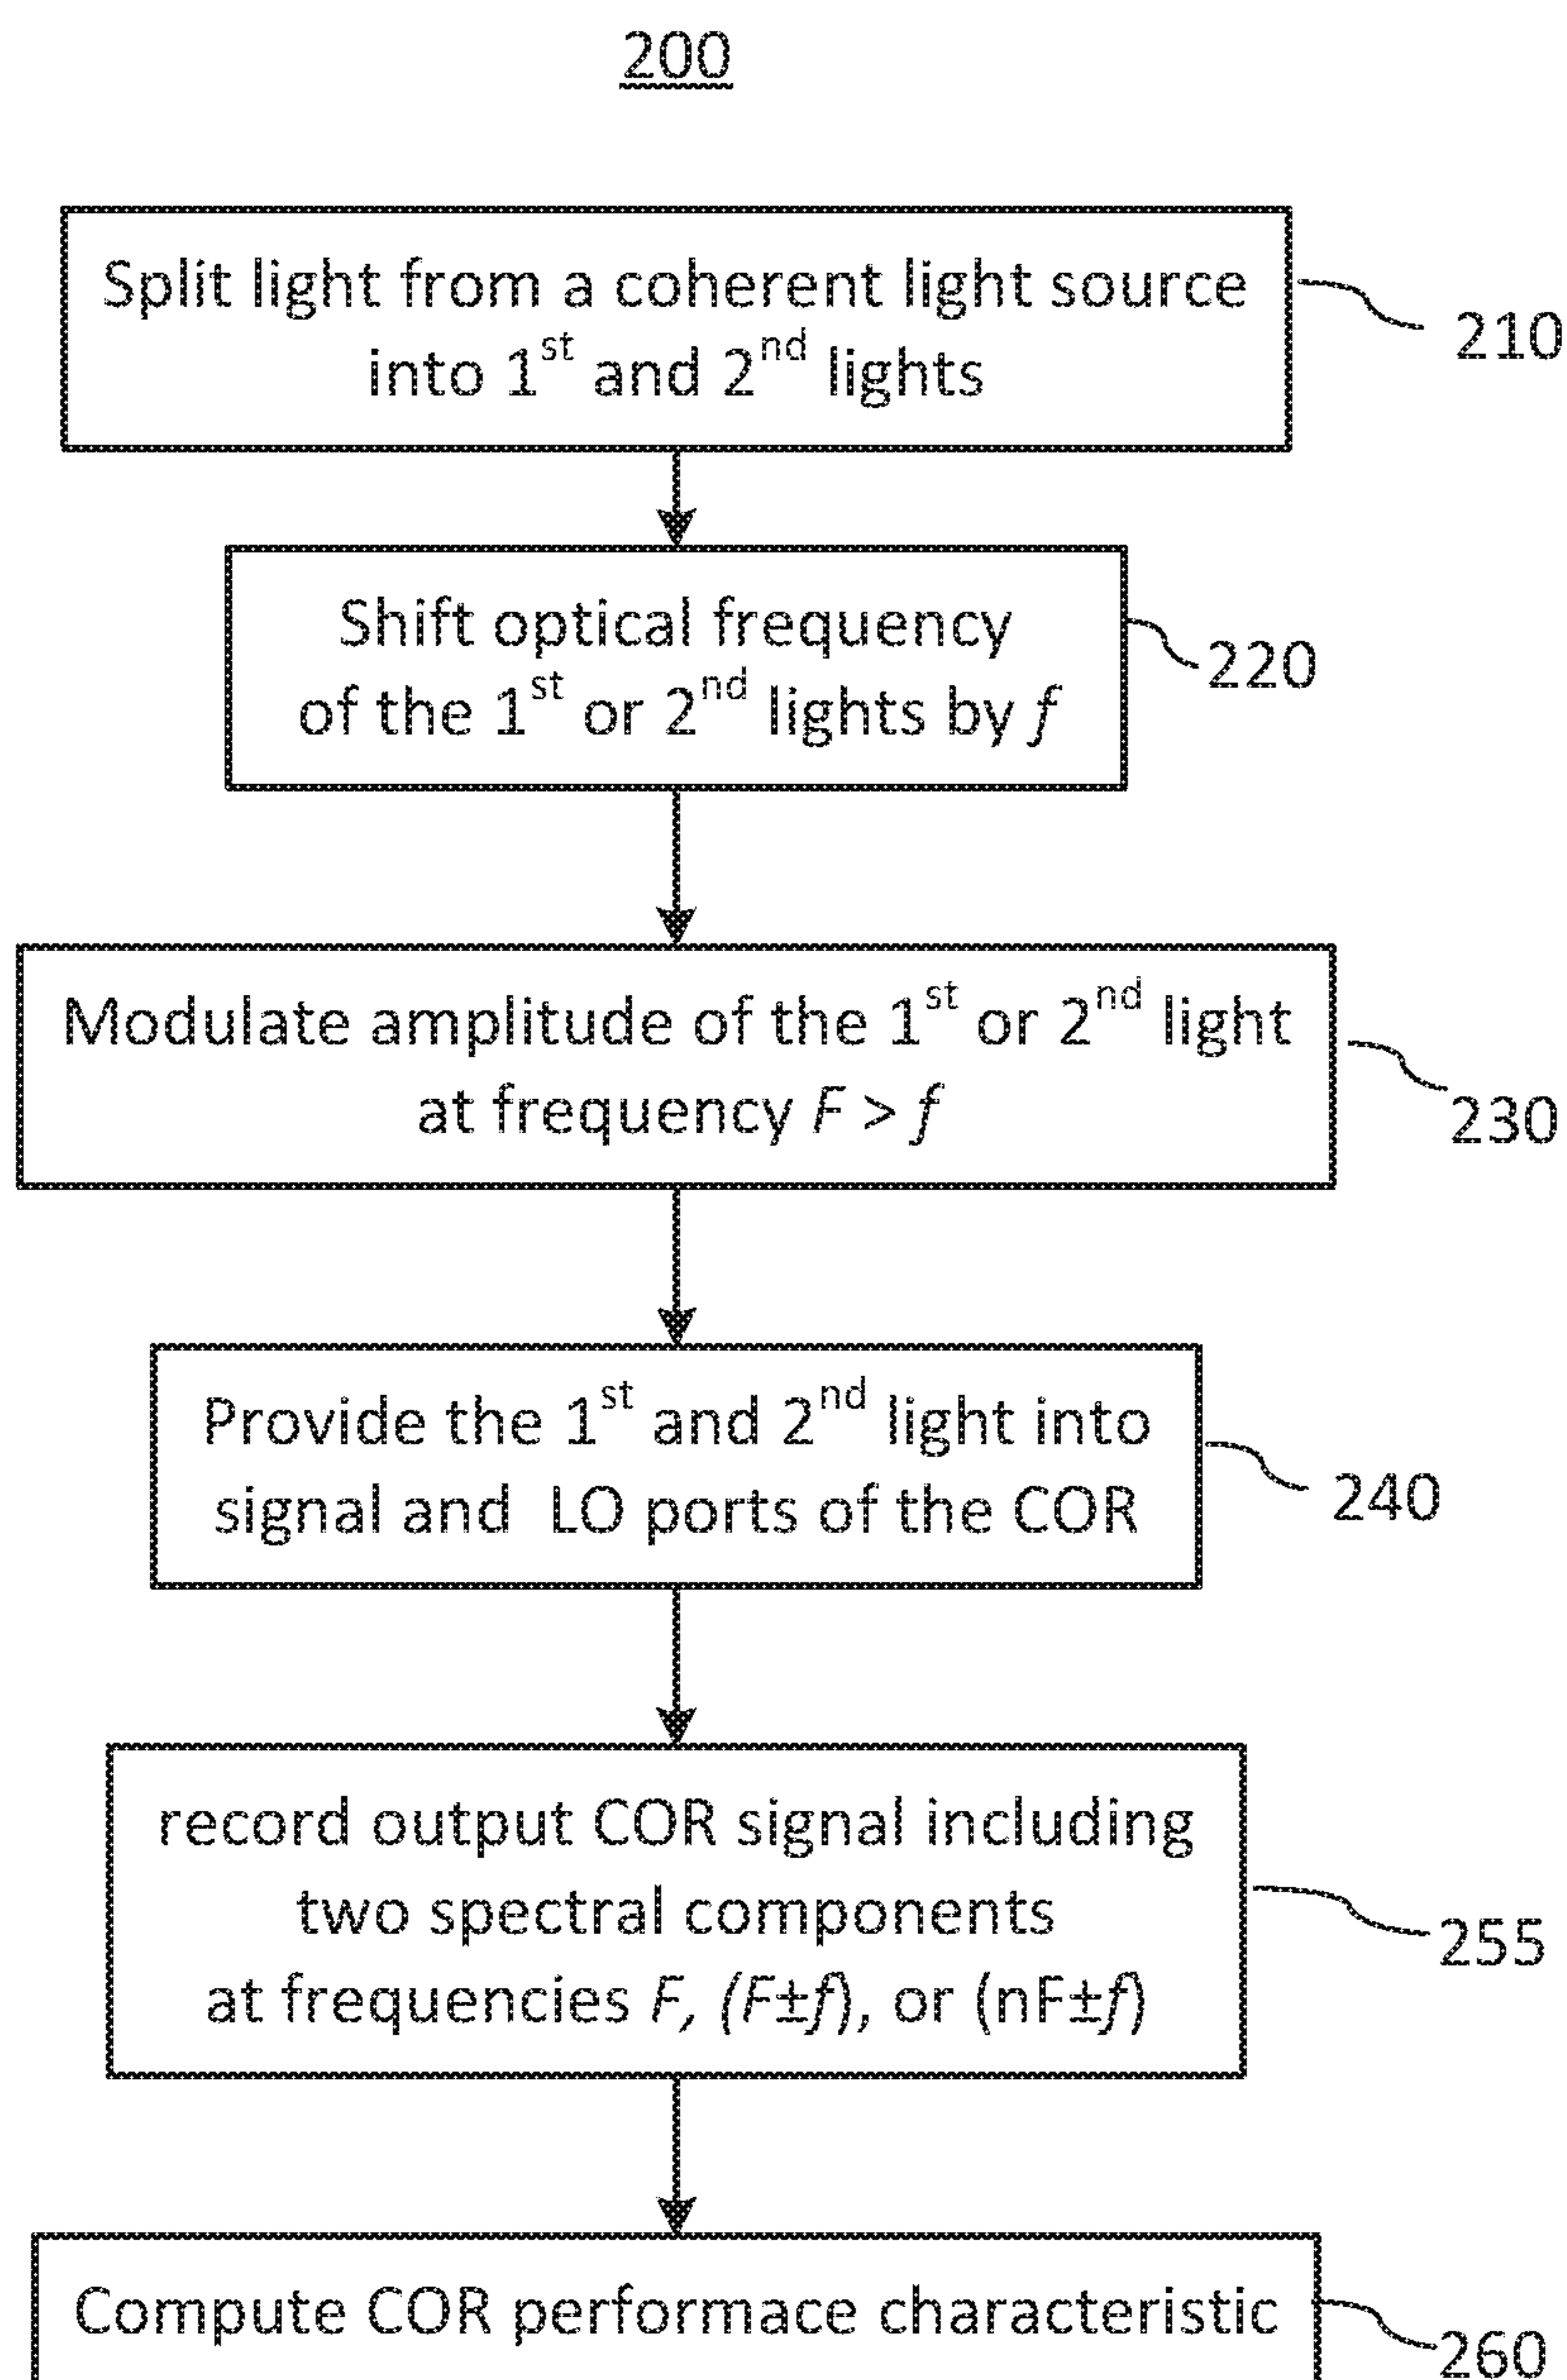 200
Split light from a coherent light source
into 1st and 2nd lights
210
Shift optical frequency
of the 1st or 2nd lights by f
220
Modulate amplitude of the 1st or 2nd light
at frequency F > f
230
Provide the 1st and 2nd light into
signal and LO ports of the COR
240
record output COR signal including
two spectral components
at frequencies F, (F±f), or (nF±f)
255
Compute COR performace characteristic
260